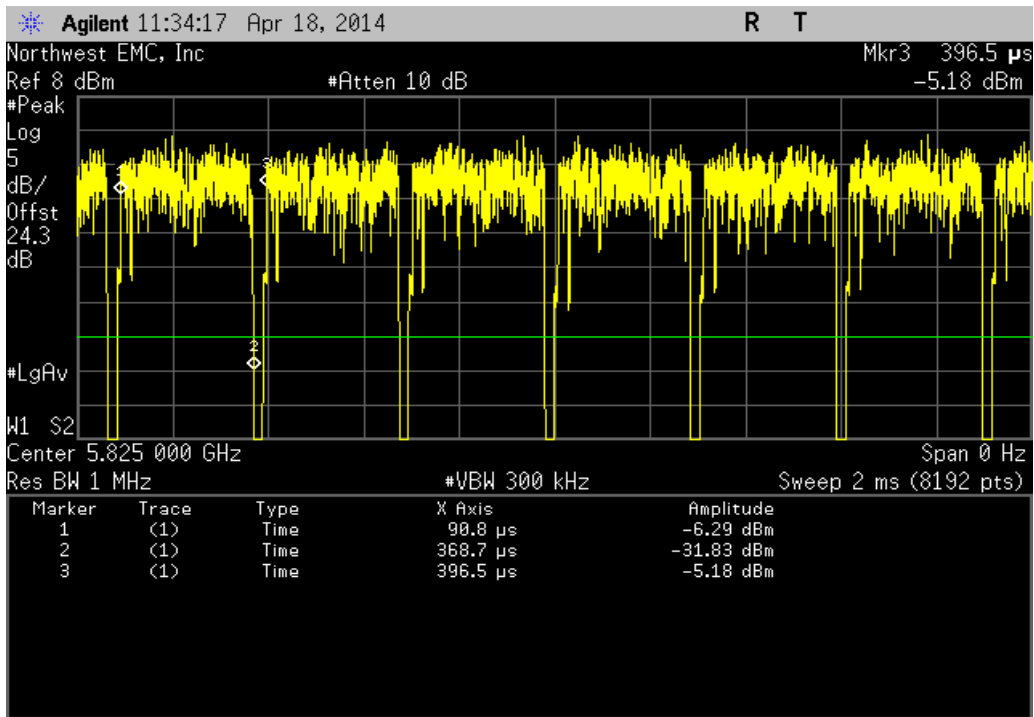 Agilent 11:34:17 Apr 18, 2014 R T
Northwest EMC, Inc Mkr3 396.5 µs
Ref 8 dBm #Atten 10 dB −5.18 dBm
#Peak
Log
5
dB/
Offst
24.3
dB
1
3
2
#LgAv
W1 S2
Center 5.825 000 GHz Span 0 Hz
Res BW 1 MHz #VBW 300 kHz Sweep 2 ms (8192 pts)
Marker Trace Type X Axis Amplitude
1 (1) Time 90.8 µs −6.29 dBm
2 (1) Time 368.7 µs −31.83 dBm
3 (1) Time 396.5 µs −5.18 dBm